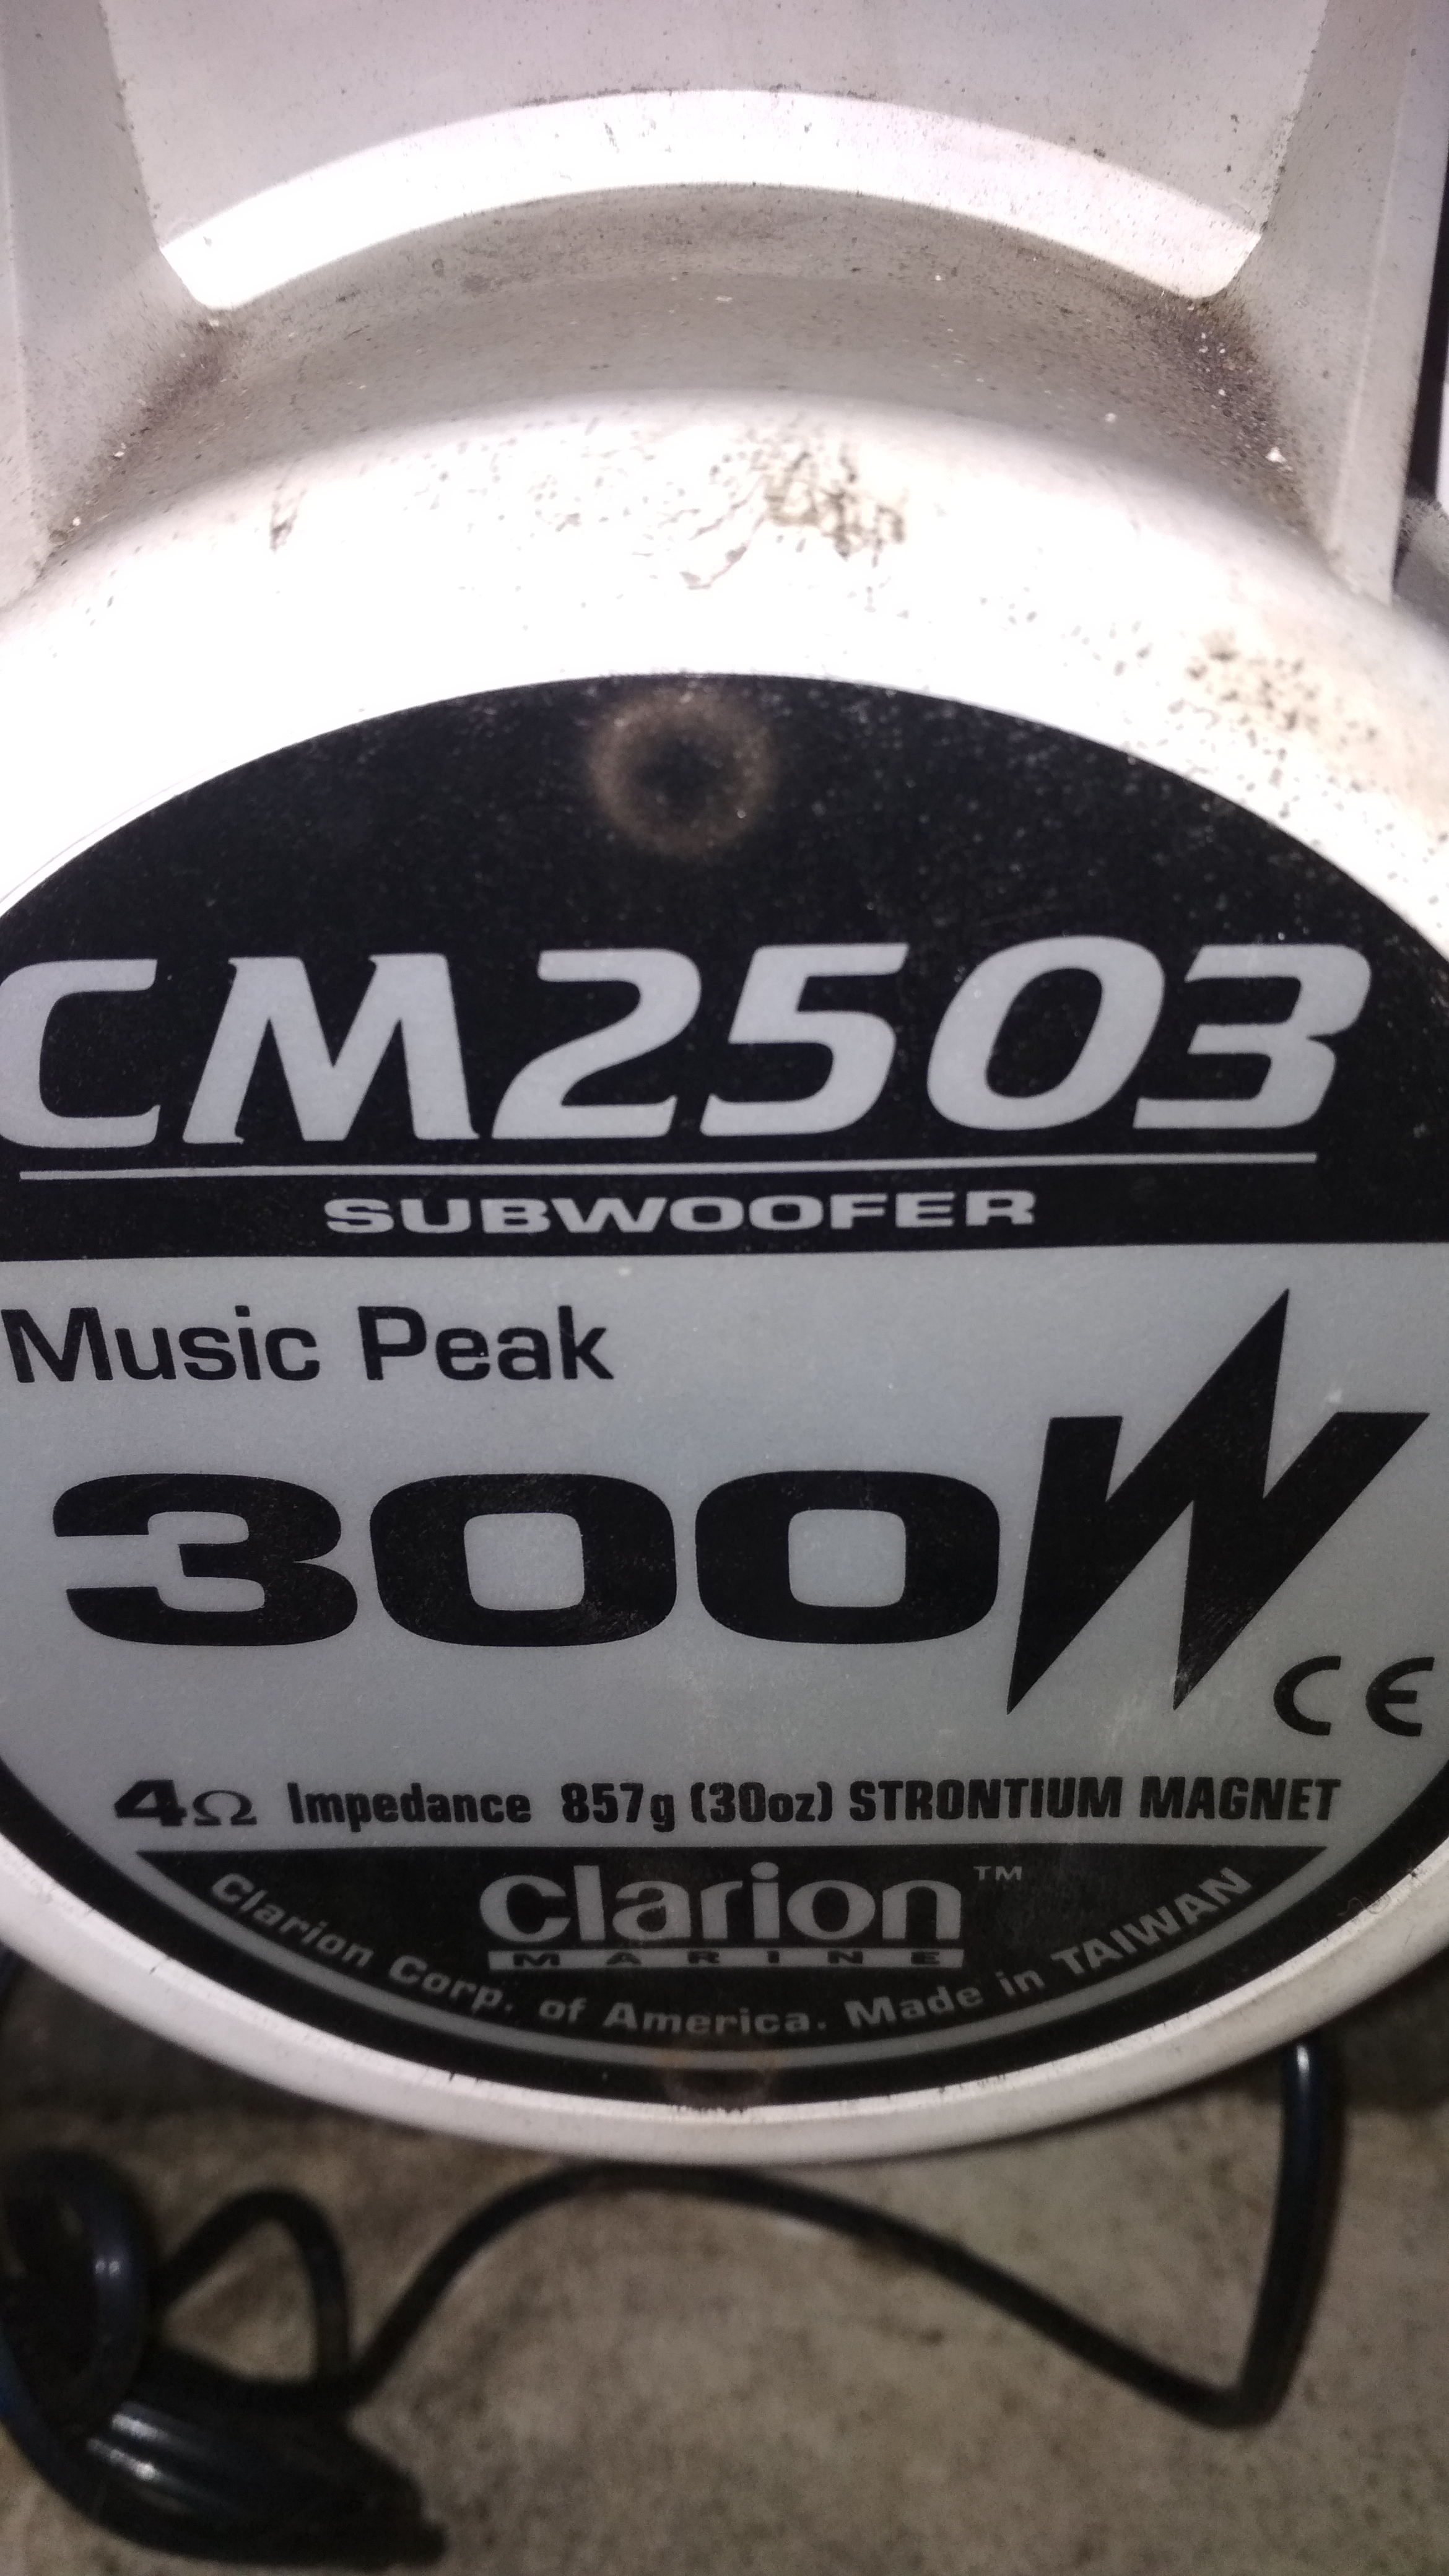 CM2503
SUBWOOFER
Music Peak
300W
CE
4Ω Impedance 857g (30oz) STRONTIUM MAGNET
clarion™
MARINE
Clarion Corp. of America. Made in TAIWAN